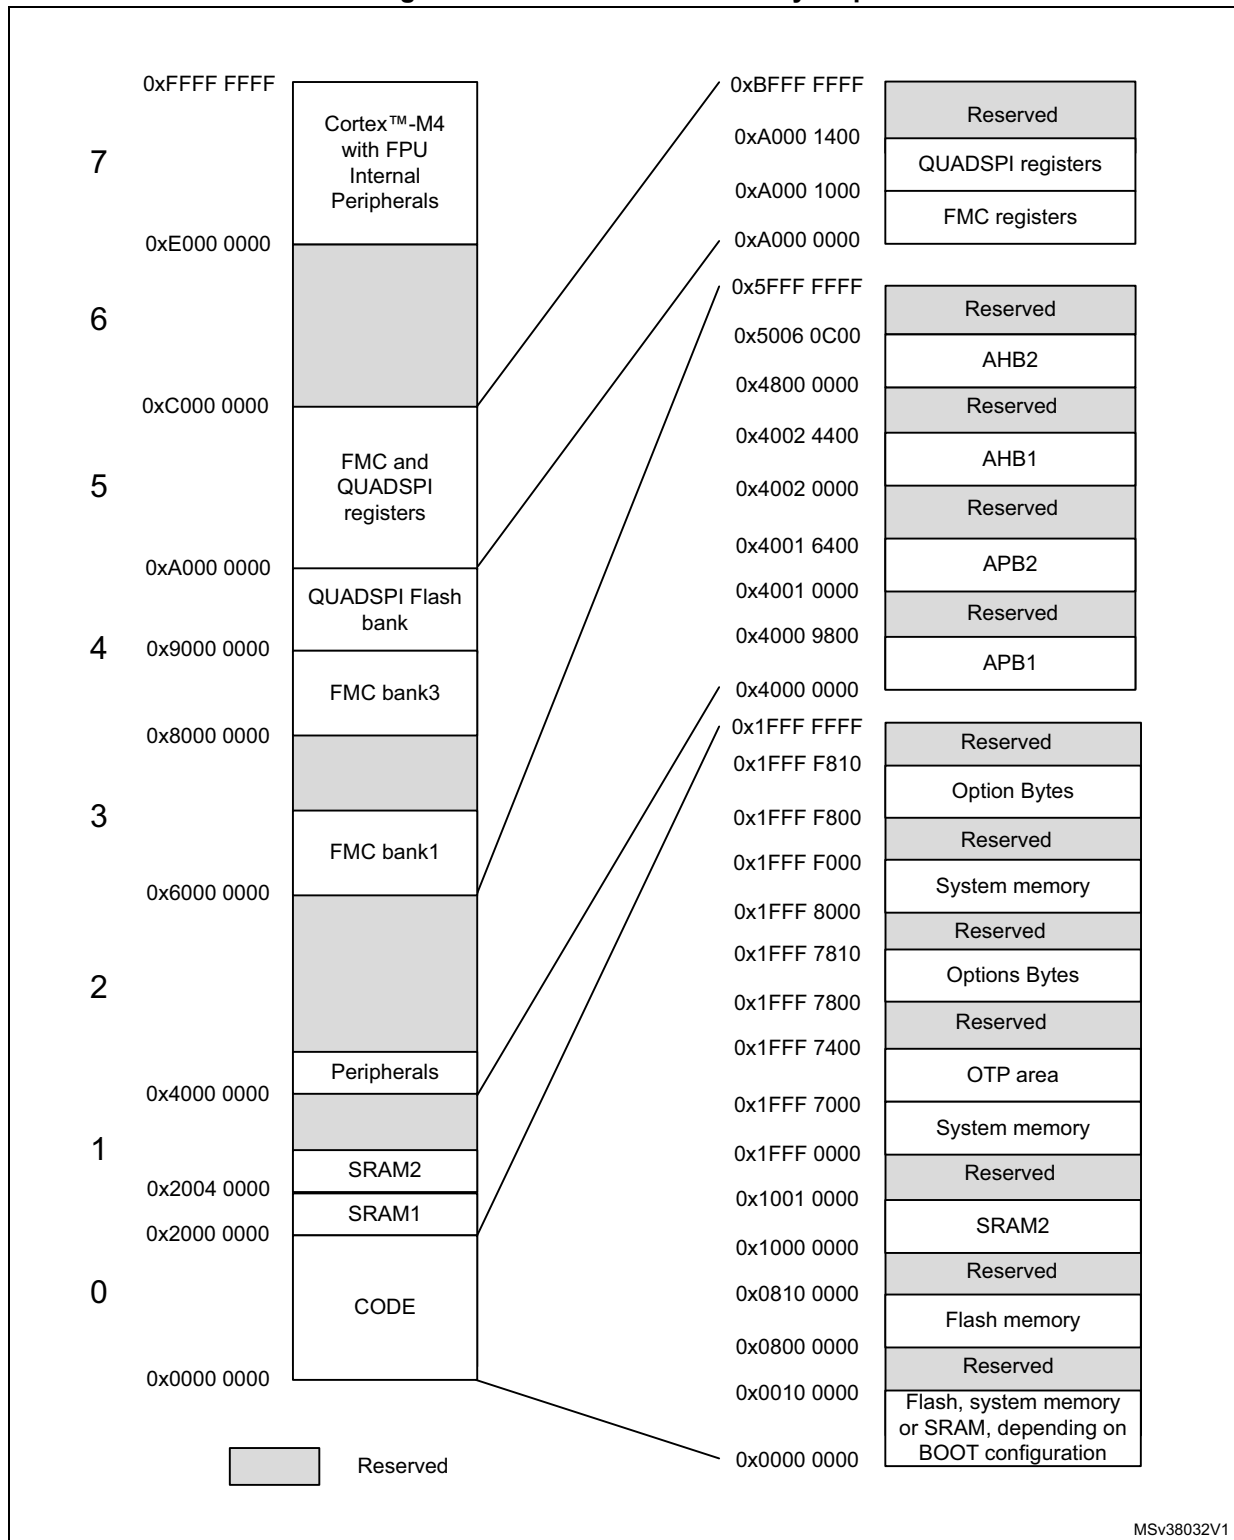 0xFFFF FFFF
Cortex™-M4
with FPU
Internal
Peripherals
7
0xE000 0000
6
0xC000 0000
FMC and
QUADSPI
registers
5
0xA000 0000
QUADSPI Flash
bank
4
0x9000 0000
FMC bank3
0x8000 0000
3
FMC bank1
0x6000 0000
2
Peripherals
0x4000 0000
1
SRAM2
0x2004 0000
SRAM1
0x2000 0000
0
CODE
0x0000 0000
Reserved
0xBFFF FFFF
Reserved
0xA000 1400
QUADSPI registers
0xA000 1000
FMC registers
0xA000 0000
0x5FFF FFFF
Reserved
0x5006 0C00
AHB2
0x4800 0000
Reserved
0x4002 4400
AHB1
0x4002 0000
Reserved
0x4001 6400
APB2
0x4001 0000
Reserved
0x4000 9800
APB1
0x4000 0000
0x1FFF FFFF
Reserved
0x1FFF F810
Option Bytes
0x1FFF F800
Reserved
0x1FFF F000
System memory
0x1FFF 8000
Reserved
0x1FFF 7810
Options Bytes
0x1FFF 7800
Reserved
0x1FFF 7400
OTP area
0x1FFF 7000
System memory
0x1FFF 0000
Reserved
0x1001 0000
SRAM2
0x1000 0000
Reserved
0x0810 0000
Flash memory
0x0800 0000
Reserved
0x0010 0000
Flash, system memory
or SRAM, depending on
BOOT configuration
0x0000 0000
MSv38032V1